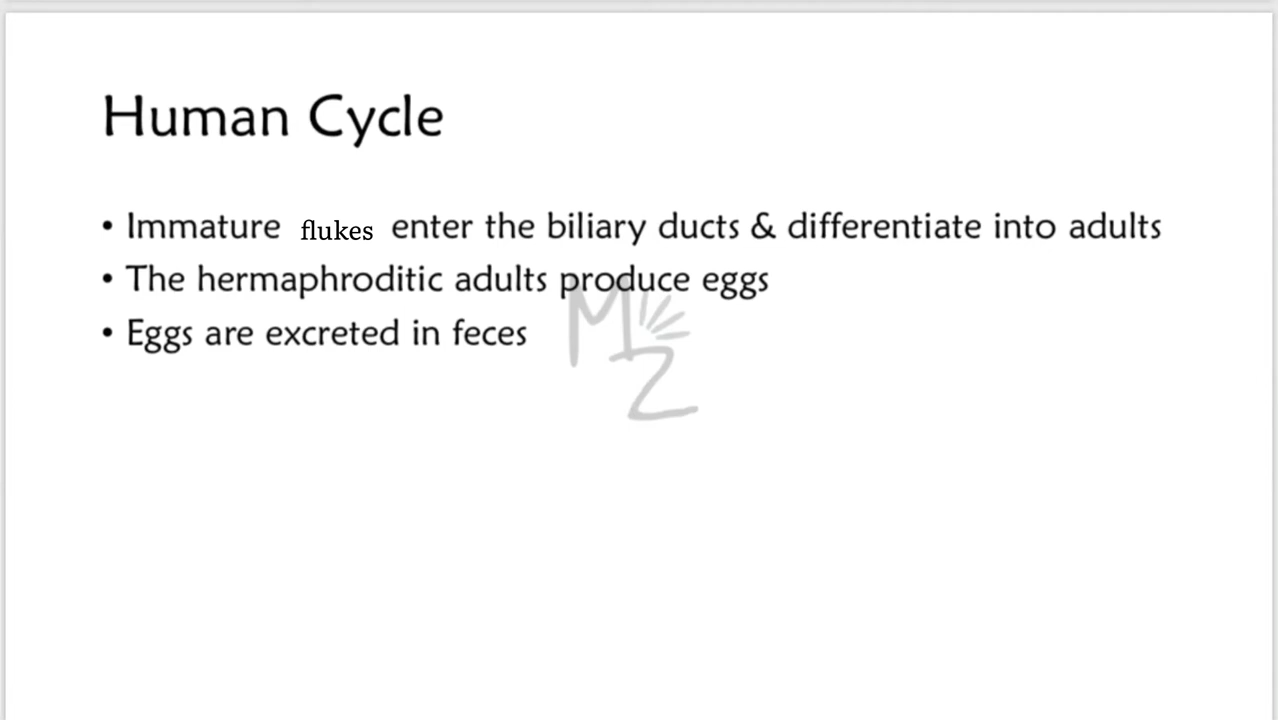 Human Cycle
• Immature flukes enter the biliary ducts & differentiate into adults
• The hermaphroditic adults produce eggs
• Eggs are excreted in feces
MZ